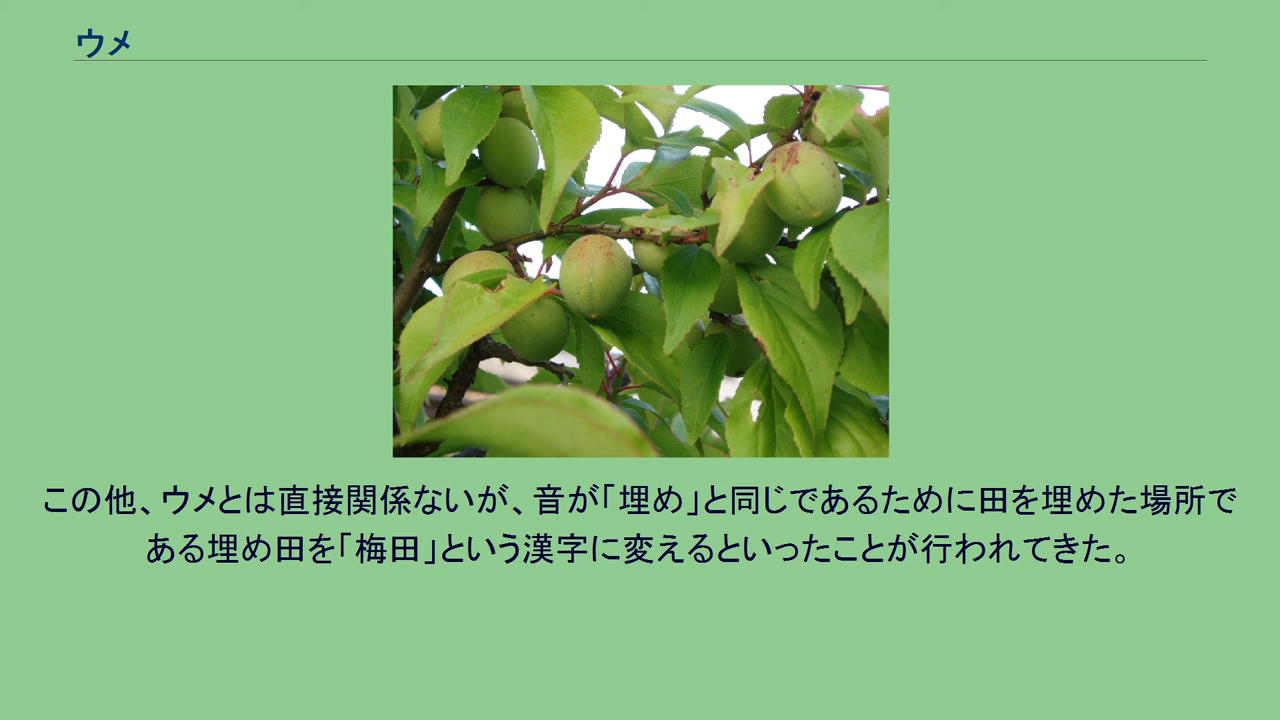 ウメ
この他、ウメとは直接関係ないが、音が「埋め」と同じであるために田を埋めた場所で
ある埋め田を「梅田」という漢字に変えるといったことが行われてきた。